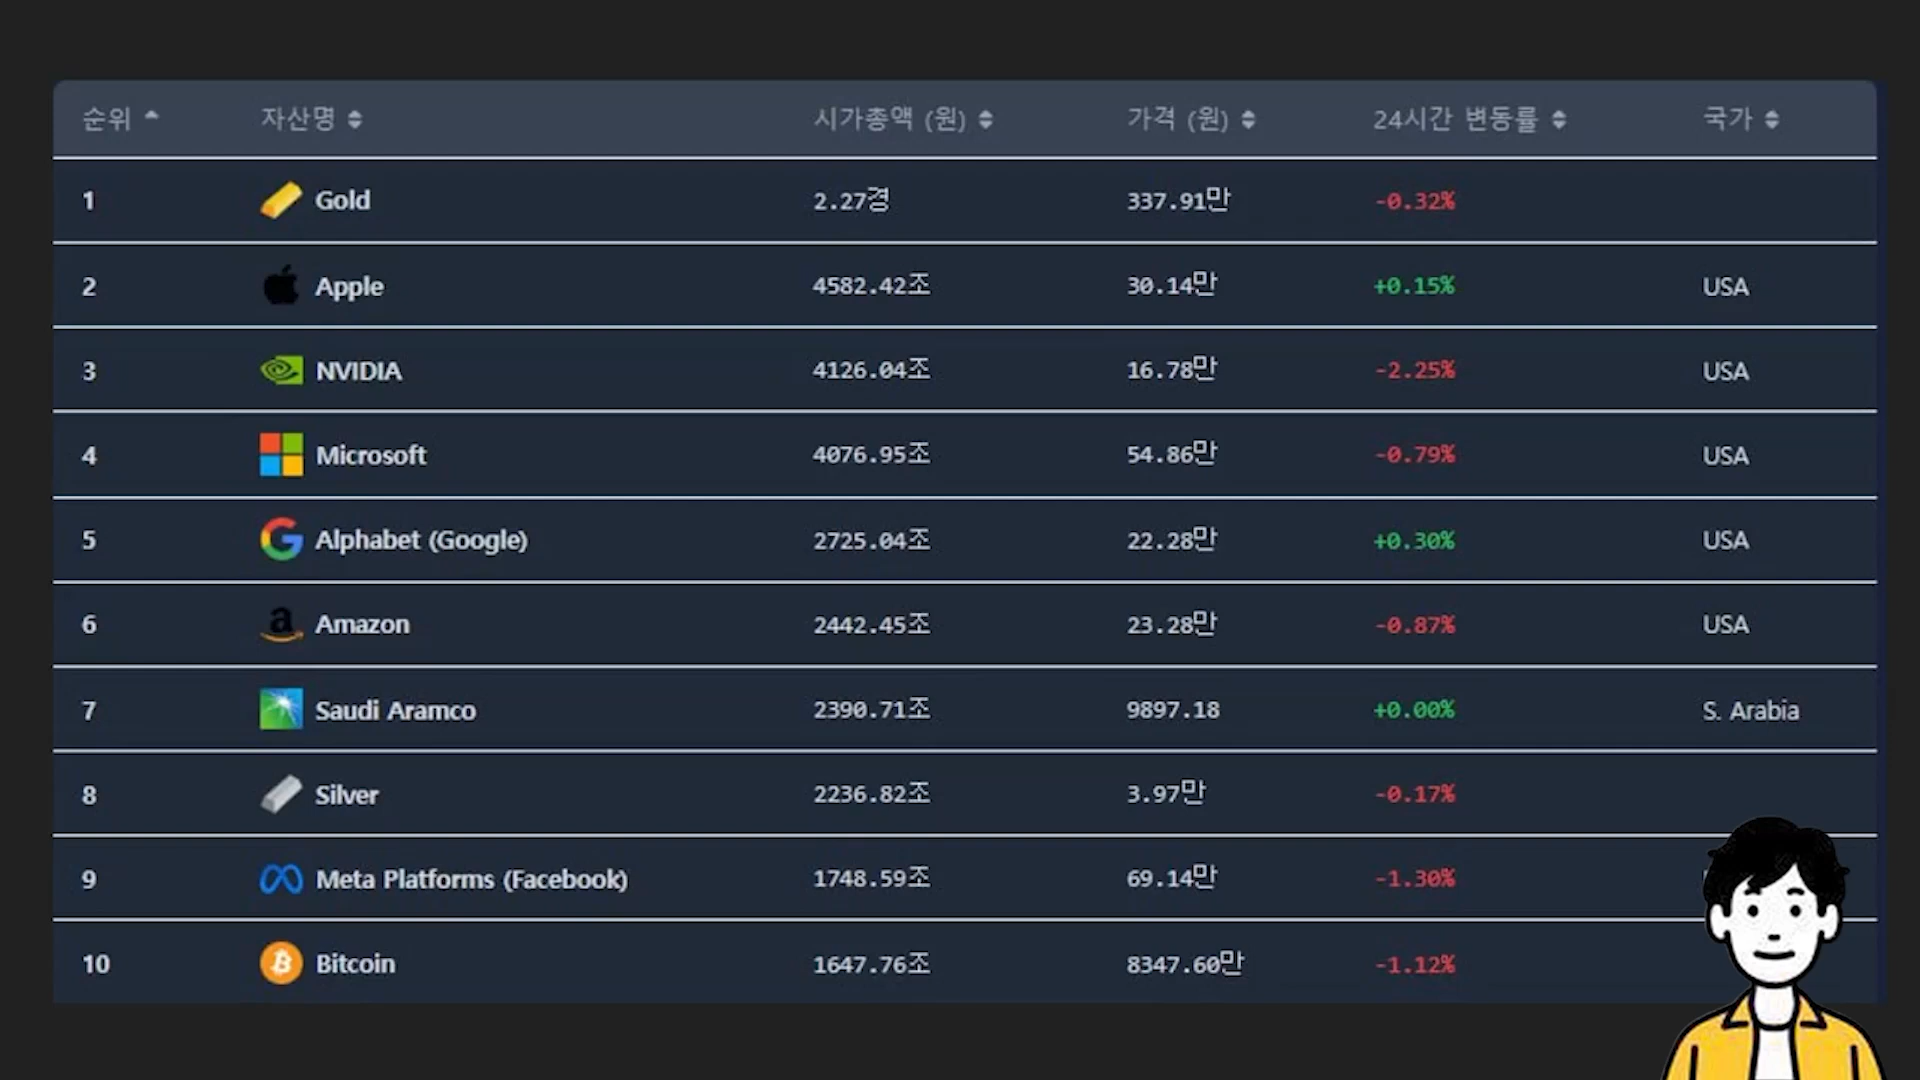 순위 자산명 시가총액 (원) 가격 (원) 24시간 변동률 국가
1 Gold 2.27경 337.91만 -0.32%
2 Apple 4582.42조 30.14만 +0.15% USA
3 NVIDIA 4126.04조 16.78만 -2.25% USA
4 Microsoft 4076.95조 54.86만 -0.79% USA
5 Alphabet (Google) 2725.04조 22.28만 +0.30% USA
6 Amazon 2442.45조 23.28만 -0.87% USA
7 Saudi Aramco 2390.71조 9897.18 +0.00% S. Arabia
8 Silver 2236.82조 3.97만 -0.17%
9 Meta Platforms (Facebook) 1748.59조 69.14만 -1.30%
10 Bitcoin 1647.76조 8347.60만 -1.12%